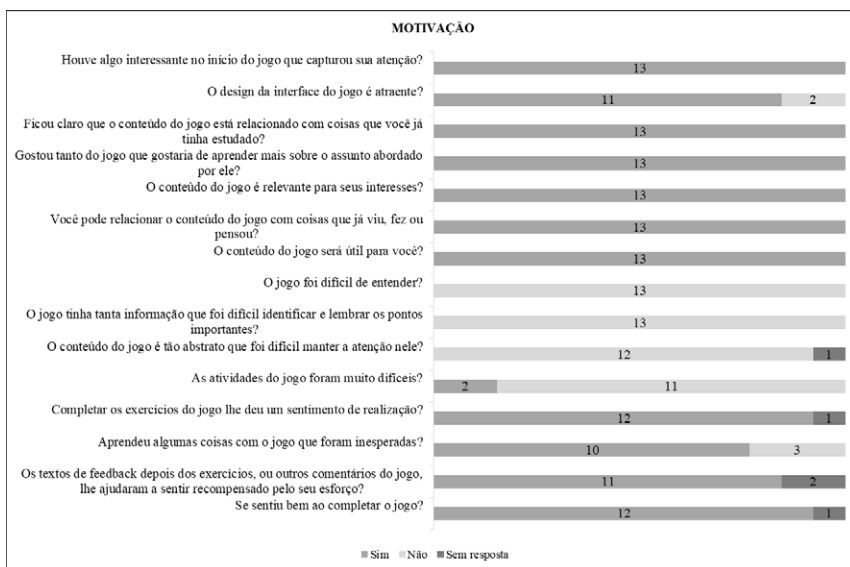 MOTIVAÇÃO
Houve algo interessante no início do jogo que capturou sua atenção?
13
O design da interface do jogo é atraente?
11 2
Ficou claro que o conteúdo do jogo está relacionado com coisas que você já
tinha estudado?
13
Gostou tanto do jogo que gostaria de aprender mais sobre o assunto abordado
por ele?
13
O conteúdo do jogo é relevante para seus interesses?
13
Você pode relacionar o conteúdo do jogo com coisas que já viu, fez ou
pensou?
13
O conteúdo do jogo será útil para você?
13
O jogo foi difícil de entender?
13
O jogo tinha tanta informação que foi difícil identificar e lembrar os pontos
importantes?
13
O conteúdo do jogo é tão abstrato que foi difícil manter a atenção nele?
12 1
As atividades do jogo foram muito difíceis?
2 11
Completar os exercícios do jogo lhe deu um sentimento de realização?
12 1
Aprendeu algumas coisas com o jogo que foram inesperadas?
10 3
Os textos de feedback depois dos exercícios, ou outros comentários do jogo,
lhe ajudaram a sentir recompensado pelo seu esforço?
11 2
Se sentiu bem ao completar o jogo?
12 1
Sim Não Sem resposta